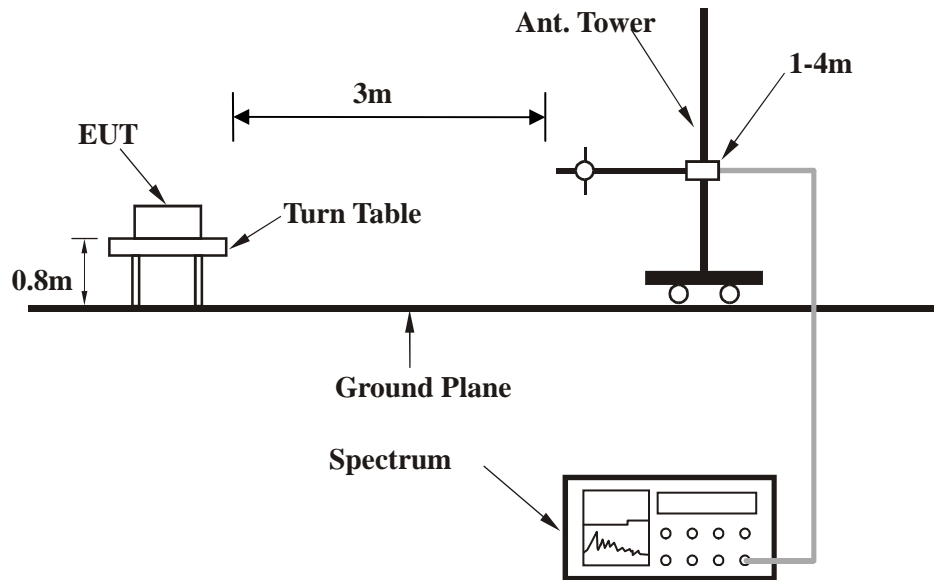 Ant. Tower
1-4m
3m
EUT
Turn Table
0.8m
Ground Plane
Spectrum